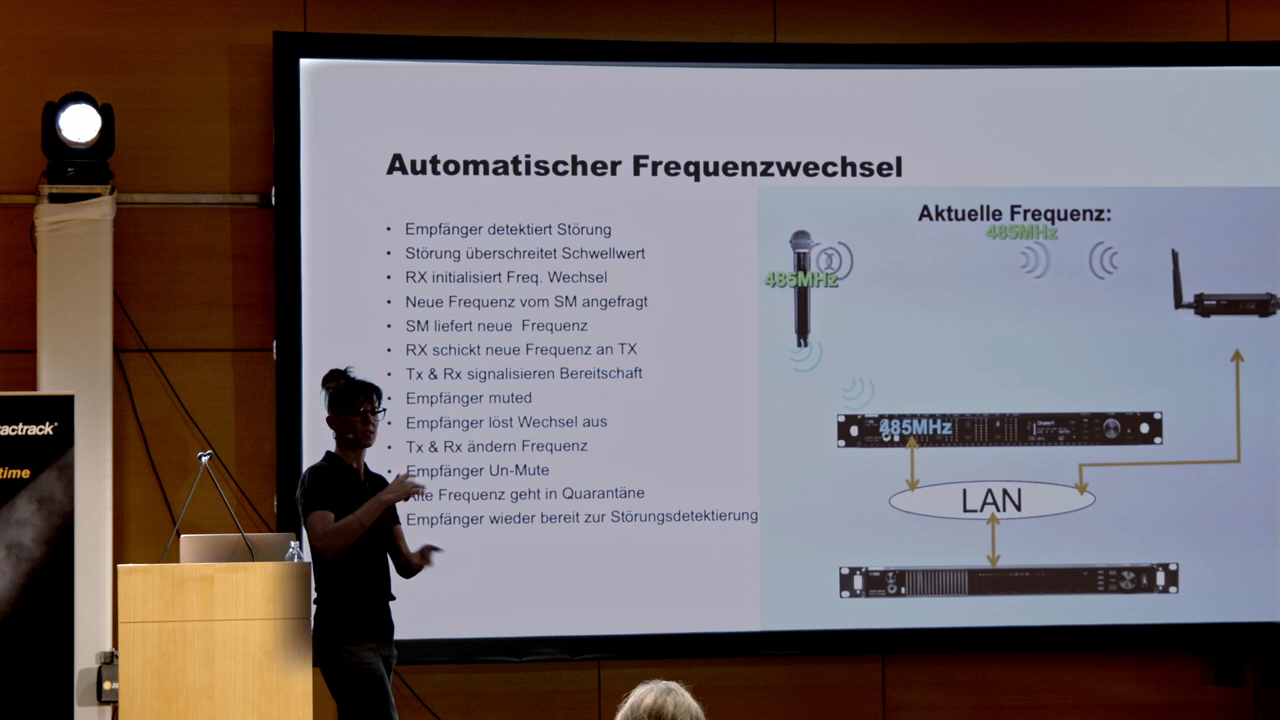 Automatischer Frequenzwechsel
Empfänger detektiert Störung
Störung überschreitet Schwellwert
RX initialisiert Freq. Wechsel
Neue Frequenz vom SM angefragt
SM liefert neue Frequenz
RX schickt neue Frequenz an TX
Tx & Rx signalisieren Bereitschaft
Empfänger muted
Empfänger löst Wechsel aus
Tx & Rx ändern Frequenz
Empfänger Un-Mute
Alte Frequenz geht in Quarantäne
Empfänger wieder bereit zur Störungsdetektierung
Aktuelle Frequenz:
485MHz
485MHz
485MHz
LAN
actrack
time